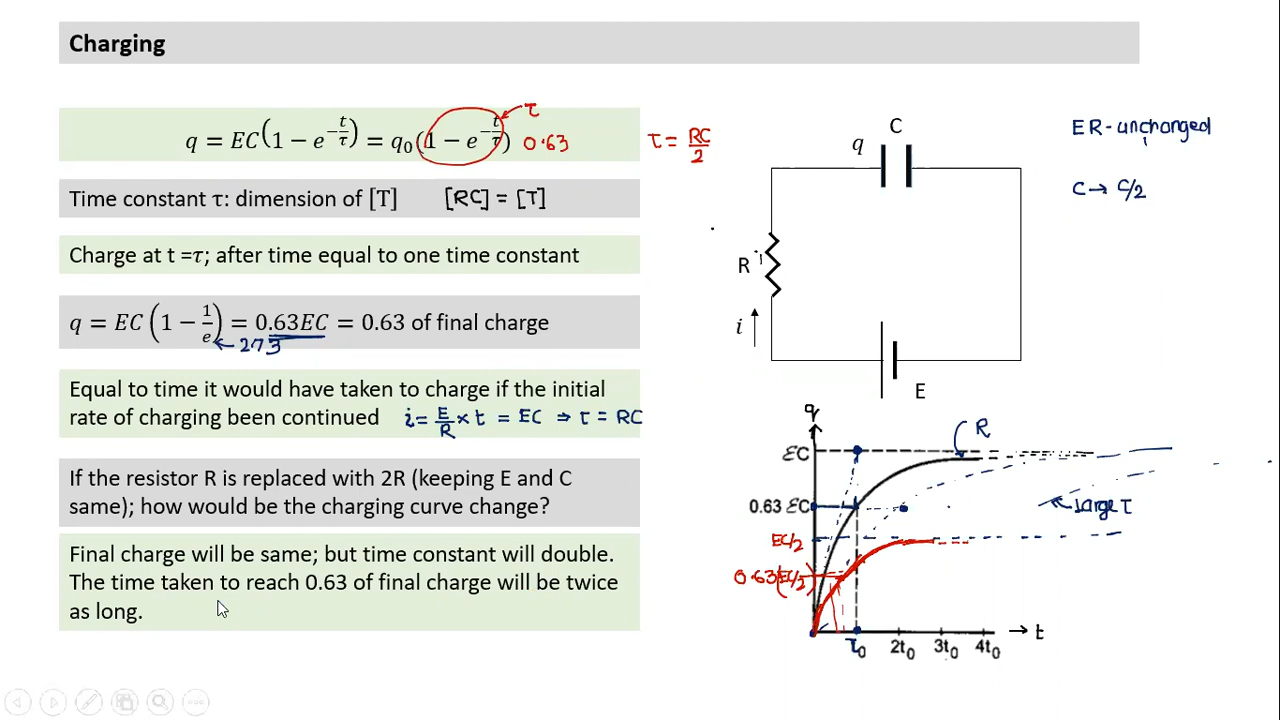 Charging
q = EC(1 − e^{−t/τ}) = q₀(1 − e^{−t/τ}) 0.63
τ
τ = RC/2
Time constant τ: dimension of [T] [RC] = [T]
Charge at t =τ; after time equal to one time constant
q = EC(1 − 1/e) = 0.63EC = 0.63 of final charge
2.73
Equal to time it would have taken to charge if the initial
rate of charging been continued i = E/R × t = EC ⇒ τ = RC
If the resistor R is replaced with 2R (keeping E and C
same); how would be the charging curve change?
Final charge will be same; but time constant will double.
The time taken to reach 0.63 of final charge will be twice
as long.
C
q
R
i
E
ER - unchanged
C → C/2
q
R
ℰC
0.63 ℰC
large τ
EC/2
0.63(EC/2)
τ₀ 2t₀ 3t₀ 4t₀
→ t